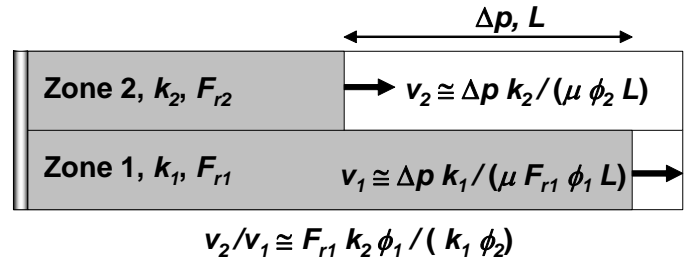 Δp, L
Zone 2, k₂, Fᵣ₂ v₂ ≅ Δp k₂ / (μ ϕ₂ L)
Zone 1, k₁, Fᵣ₁ v₁ ≅ Δp k₁ / (μ Fᵣ₁ ϕ₁ L)
v₂ / v₁ ≅ Fᵣ₁ k₂ ϕ₁ / ( k₁ ϕ₂)